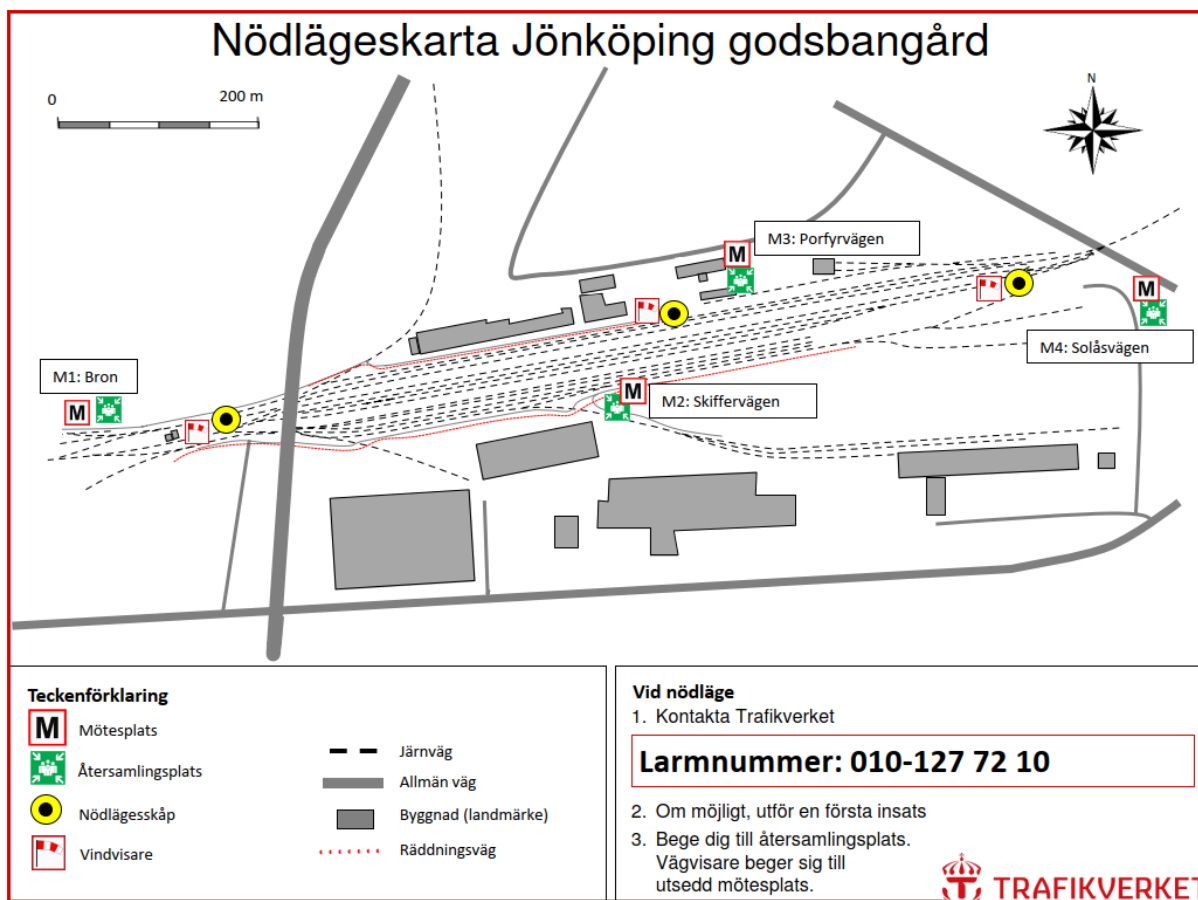 Nödlägeskarta Jönköping godsbangård
0
200 m
N
M3: Porfyrvägen
M
M
M4: Solåsvägen
M1: Bron
M
M
M2: Skiffervägen
Teckenförklaring
M Mötesplats
Återsamlingsplats
Nödlägesskåp
Vindvisare
Järnväg
Allmän väg
Byggnad (landmärke)
Räddningsväg
Vid nödläge
1. Kontakta Trafikverket
Larmnummer: 010-127 72 10
2. Om möjligt, utför en första insats
3. Bege dig till återsamlingsplats.
Vägvisare beger sig till
utsedd mötesplats.
TRAFIKVERKET